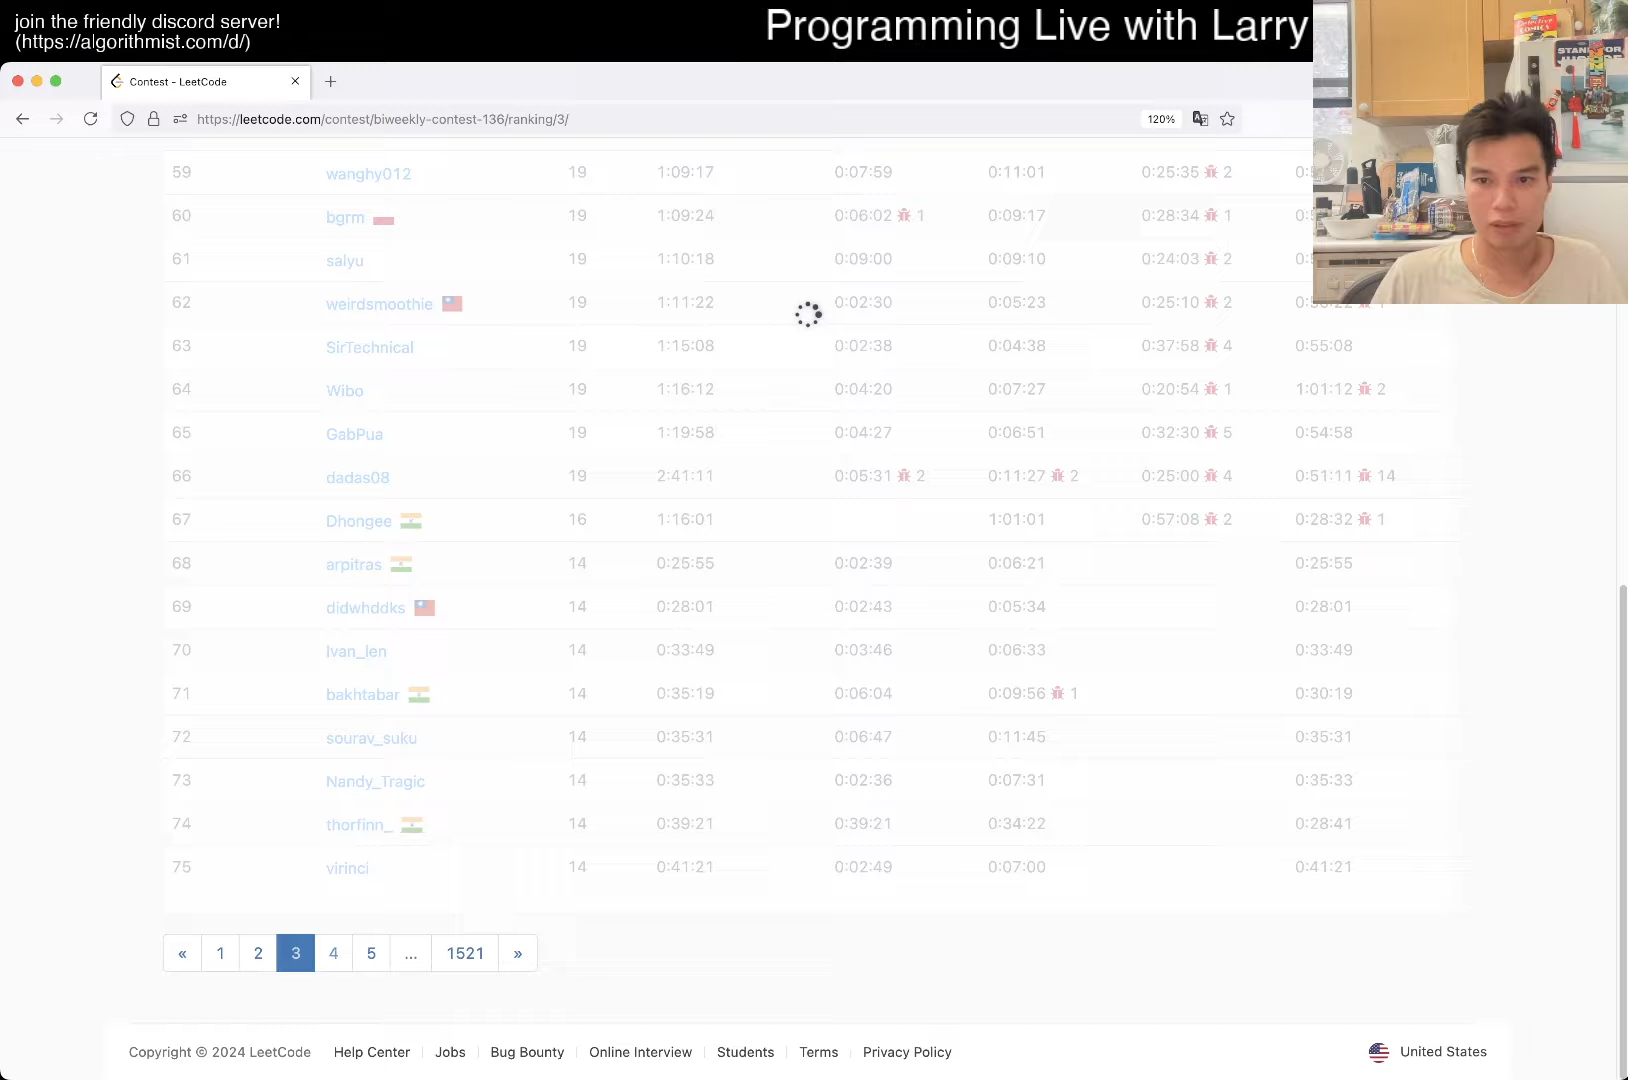 join the friendly discord server!
(https://algorithmist.com/d/)
Programming Live with Larry
Contest - LeetCode
https://leetcode.com/contest/biweekly-contest-136/ranking/3/
120%
59 wanghy012 19 1:09:17 0:07:59 0:11:01 0:25:35 2
60 bgrm 19 1:09:24 0:06:02 1 0:09:17 0:28:34 1
61 salyu 19 1:10:18 0:09:00 0:09:10 0:24:03 2
62 weirdsmoothie 19 1:11:22 0:02:30 0:05:23 0:25:10 2
63 SirTechnical 19 1:15:08 0:02:38 0:04:38 0:37:58 4 0:55:08
64 Wibo 19 1:16:12 0:04:20 0:07:27 0:20:54 1 1:01:12 2
65 GabPua 19 1:19:58 0:04:27 0:06:51 0:32:30 5 0:54:58
66 dadas08 19 2:41:11 0:05:31 2 0:11:27 2 0:25:00 4 0:51:11 14
67 Dhongee 16 1:16:01 1:01:01 0:57:08 2 0:28:32 1
68 arpitras 14 0:25:55 0:02:39 0:06:21 0:25:55
69 didwhddks 14 0:28:01 0:02:43 0:05:34 0:28:01
70 Ivan_len 14 0:33:49 0:03:46 0:06:33 0:33:49
71 bakhtabar 14 0:35:19 0:06:04 0:09:56 1 0:30:19
72 sourav_suku 14 0:35:31 0:06:47 0:11:45 0:35:31
73 Nandy_Tragic 14 0:35:33 0:02:36 0:07:31 0:35:33
74 thorfinn_ 14 0:39:21 0:39:21 0:34:22 0:28:41
75 virinci 14 0:41:21 0:02:49 0:07:00 0:41:21
« 1 2 3 4 5 ... 1521 »
Copyright © 2024 LeetCode Help Center Jobs Bug Bounty Online Interview Students Terms Privacy Policy United States